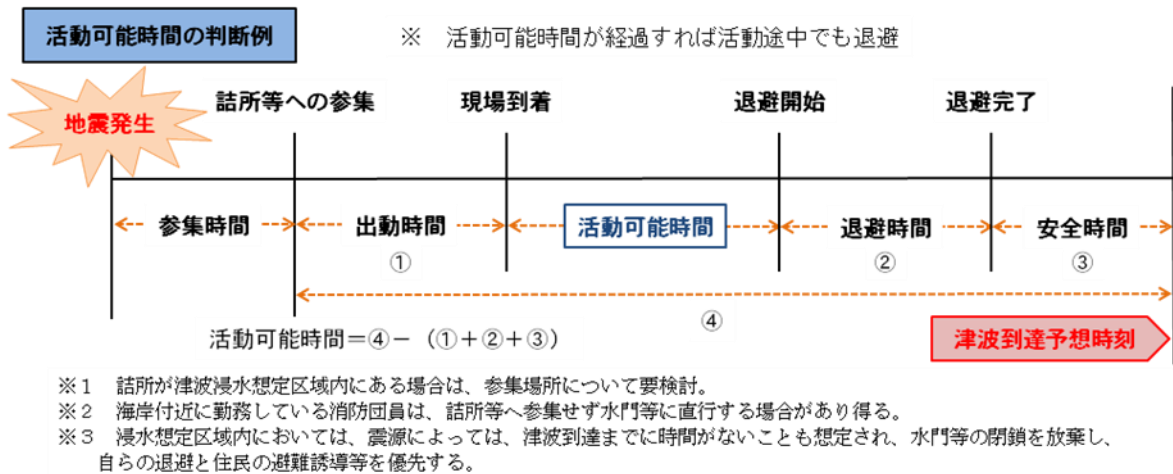 活動可能時間の判断例
※ 活動可能時間が経過すれば活動途中でも退避
地震発生
詰所等への参集
現場到着
退避開始
退避完了
参集時間
出動時間
活動可能時間
退避時間
安全時間
①
②
③
④
活動可能時間=④-(①+②+③)
津波到達予想時刻
※1 詰所が津波浸水想定区域内にある場合は、参集場所について要検討。
※2 海岸付近に勤務している消防団員は、詰所等へ参集せず水門等に直行する場合があり得る。
※3 浸水想定区域内においては、震源によっては、津波到達までに時間がないことも想定され、水門等の閉鎖を放棄し、
自らの退避と住民の避難誘導等を優先する。